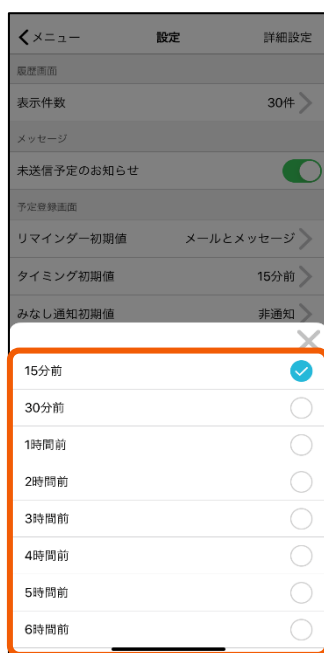 メニュー 設定 詳細設定
履歴画面
表示件数 30件
メッセージ
未送信予定のお知らせ
予定登録画面
リマインダー初期値 メールとメッセージ
タイミング初期値 15分前
みなし通知初期値 非通知
15分前
30分前
1時間前
2時間前
3時間前
4時間前
5時間前
6時間前